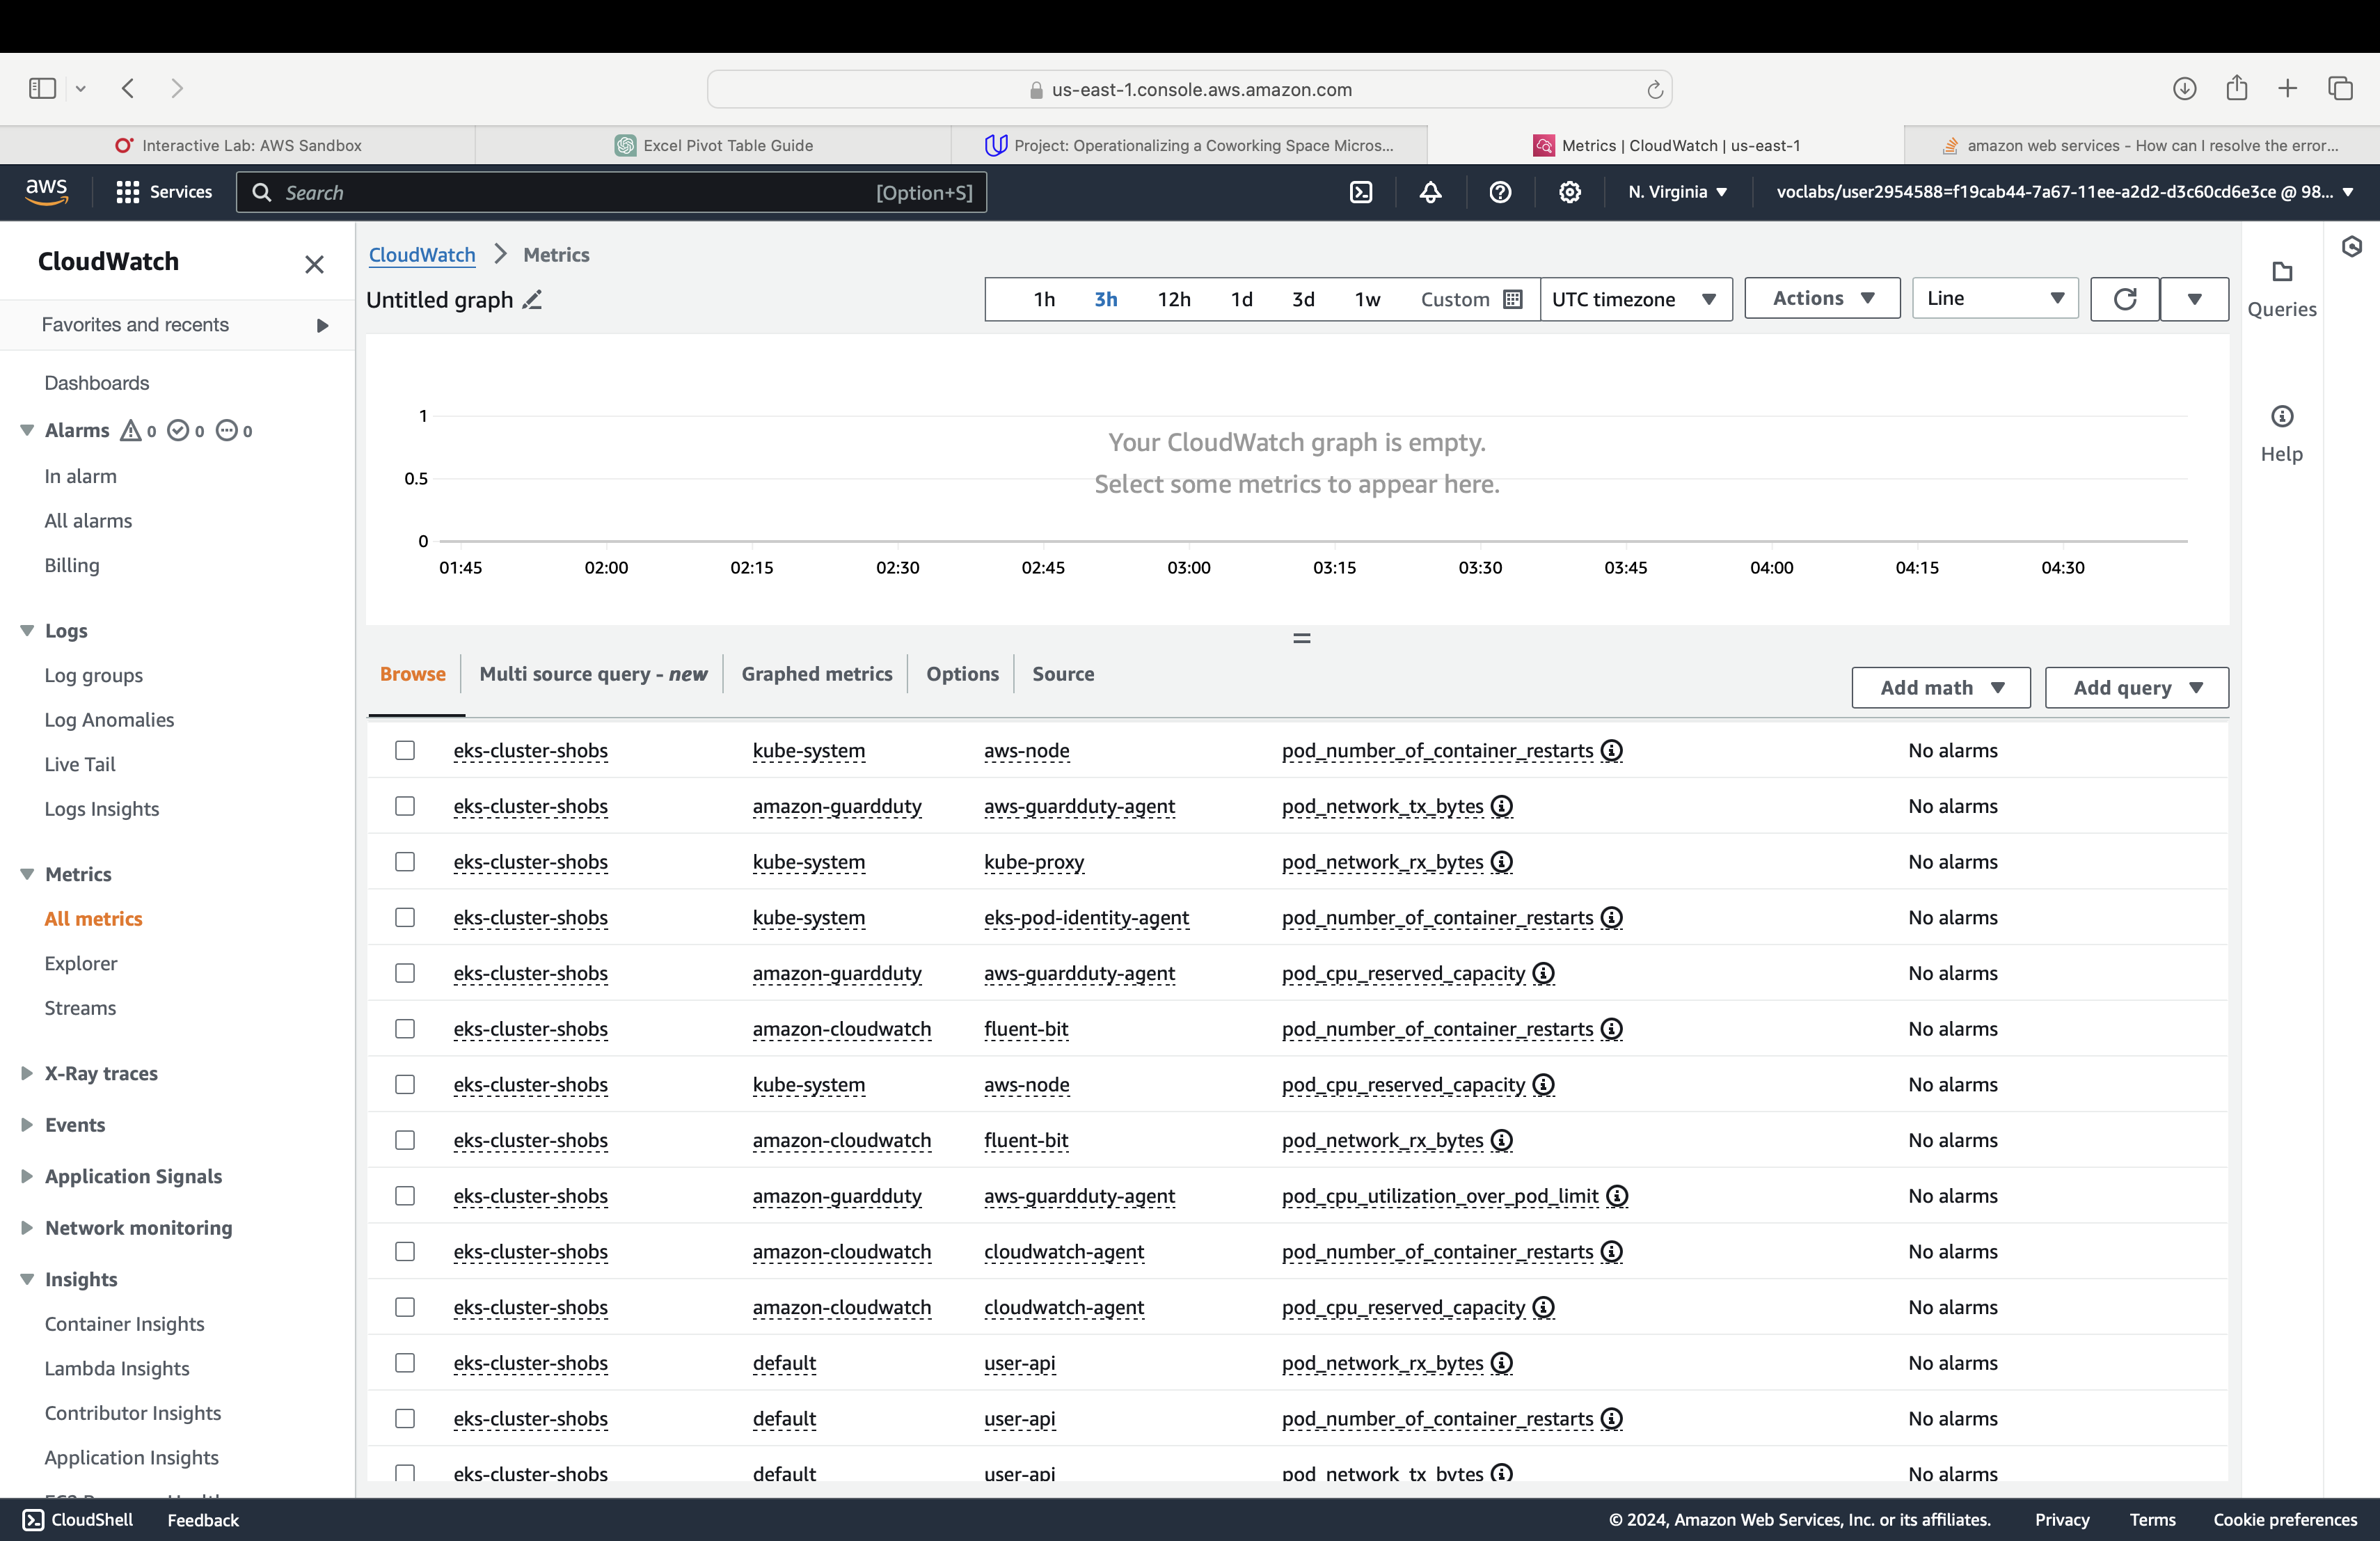 us-east-1.console.aws.amazon.com
Interactive Lab: AWS Sandbox
Excel Pivot Table Guide
Project: Operationalizing a Coworking Space Micros...
Metrics | CloudWatch | us-east-1
amazon web services - How can I resolve the error...
aws
Services
Search
[Option+S]
N. Virginia
voclabs/user2954588=f19cab44-7a67-11ee-a2d2-d3c60cd6e3ce @ 98...
CloudWatch
Favorites and recents
Dashboards
Alarms 0 0 0
In alarm
All alarms
Billing
Logs
Log groups
Log Anomalies
Live Tail
Logs Insights
Metrics
All metrics
Explorer
Streams
X-Ray traces
Events
Application Signals
Network monitoring
Insights
Container Insights
Lambda Insights
Contributor Insights
Application Insights
CloudWatch > Metrics
Untitled graph
1h 3h 12h 1d 3d 1w Custom UTC timezone
Actions
Line
1
0.5
0
Your CloudWatch graph is empty.
Select some metrics to appear here.
01:45 02:00 02:15 02:30 02:45 03:00 03:15 03:30 03:45 04:00 04:15 04:30
Browse Multi source query - new Graphed metrics Options Source
Add math Add query
eks-cluster-shobs kube-system aws-node pod_number_of_container_restarts No alarms
eks-cluster-shobs amazon-guardduty aws-guardduty-agent pod_network_tx_bytes No alarms
eks-cluster-shobs kube-system kube-proxy pod_network_rx_bytes No alarms
eks-cluster-shobs kube-system eks-pod-identity-agent pod_number_of_container_restarts No alarms
eks-cluster-shobs amazon-guardduty aws-guardduty-agent pod_cpu_reserved_capacity No alarms
eks-cluster-shobs amazon-cloudwatch fluent-bit pod_number_of_container_restarts No alarms
eks-cluster-shobs kube-system aws-node pod_cpu_reserved_capacity No alarms
eks-cluster-shobs amazon-cloudwatch fluent-bit pod_network_rx_bytes No alarms
eks-cluster-shobs amazon-guardduty aws-guardduty-agent pod_cpu_utilization_over_pod_limit No alarms
eks-cluster-shobs amazon-cloudwatch cloudwatch-agent pod_number_of_container_restarts No alarms
eks-cluster-shobs amazon-cloudwatch cloudwatch-agent pod_cpu_reserved_capacity No alarms
eks-cluster-shobs default user-api pod_network_rx_bytes No alarms
eks-cluster-shobs default user-api pod_number_of_container_restarts No alarms
eks-cluster-shobs default user-api pod_network_tx_bytes No alarms
Queries
Help
CloudShell
Feedback
© 2024, Amazon Web Services, Inc. or its affiliates.
Privacy
Terms
Cookie preferences